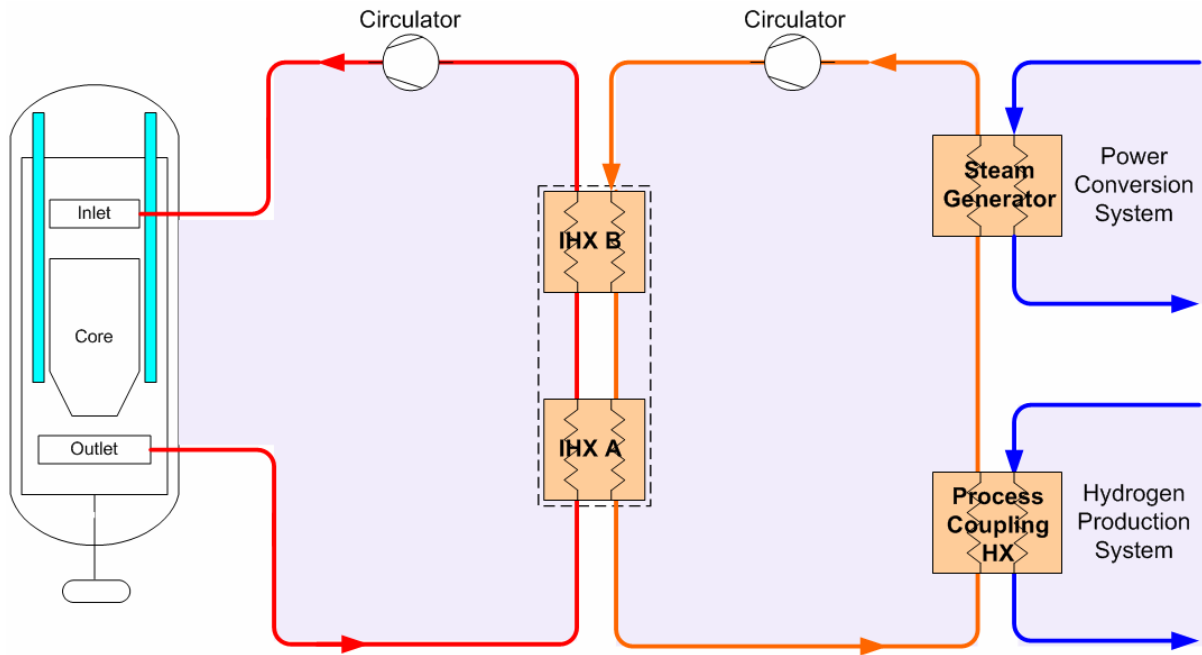 Circulator
Circulator
Inlet
Core
Outlet
IHX B
IHX A
Steam
Generator
Power
Conversion
System
Process
Coupling
HX
Hydrogen
Production
System